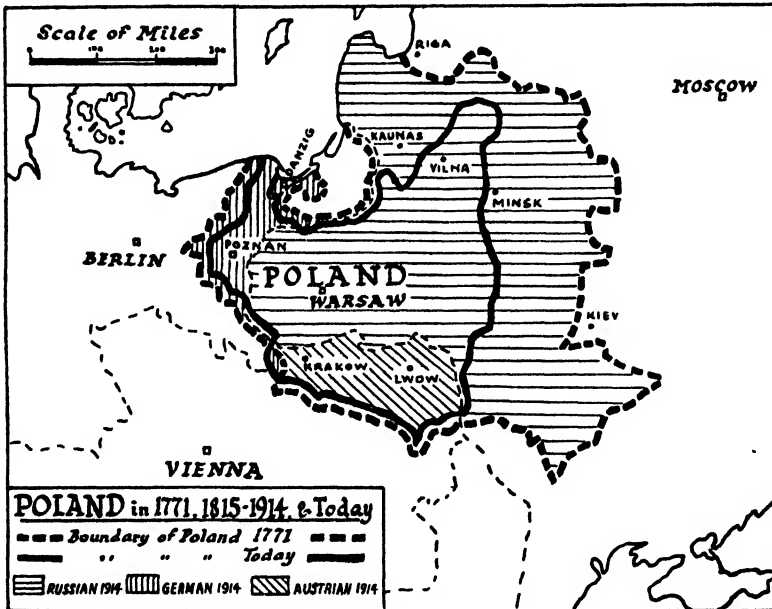 Scale of Miles
0 100 200 300
RIGA
MOSCOW
DANZIG
KAUNAS
VILNA
MINSK
BERLIN
POZNAN
POLAND
WARSAW
KIEV
KRAKOW
LWOW
VIENNA
POLAND in 1771, 1815-1914, & Today
Boundary of Poland 1771
" " " Today
RUSSIAN 1914 GERMAN 1914 AUSTRIAN 1914